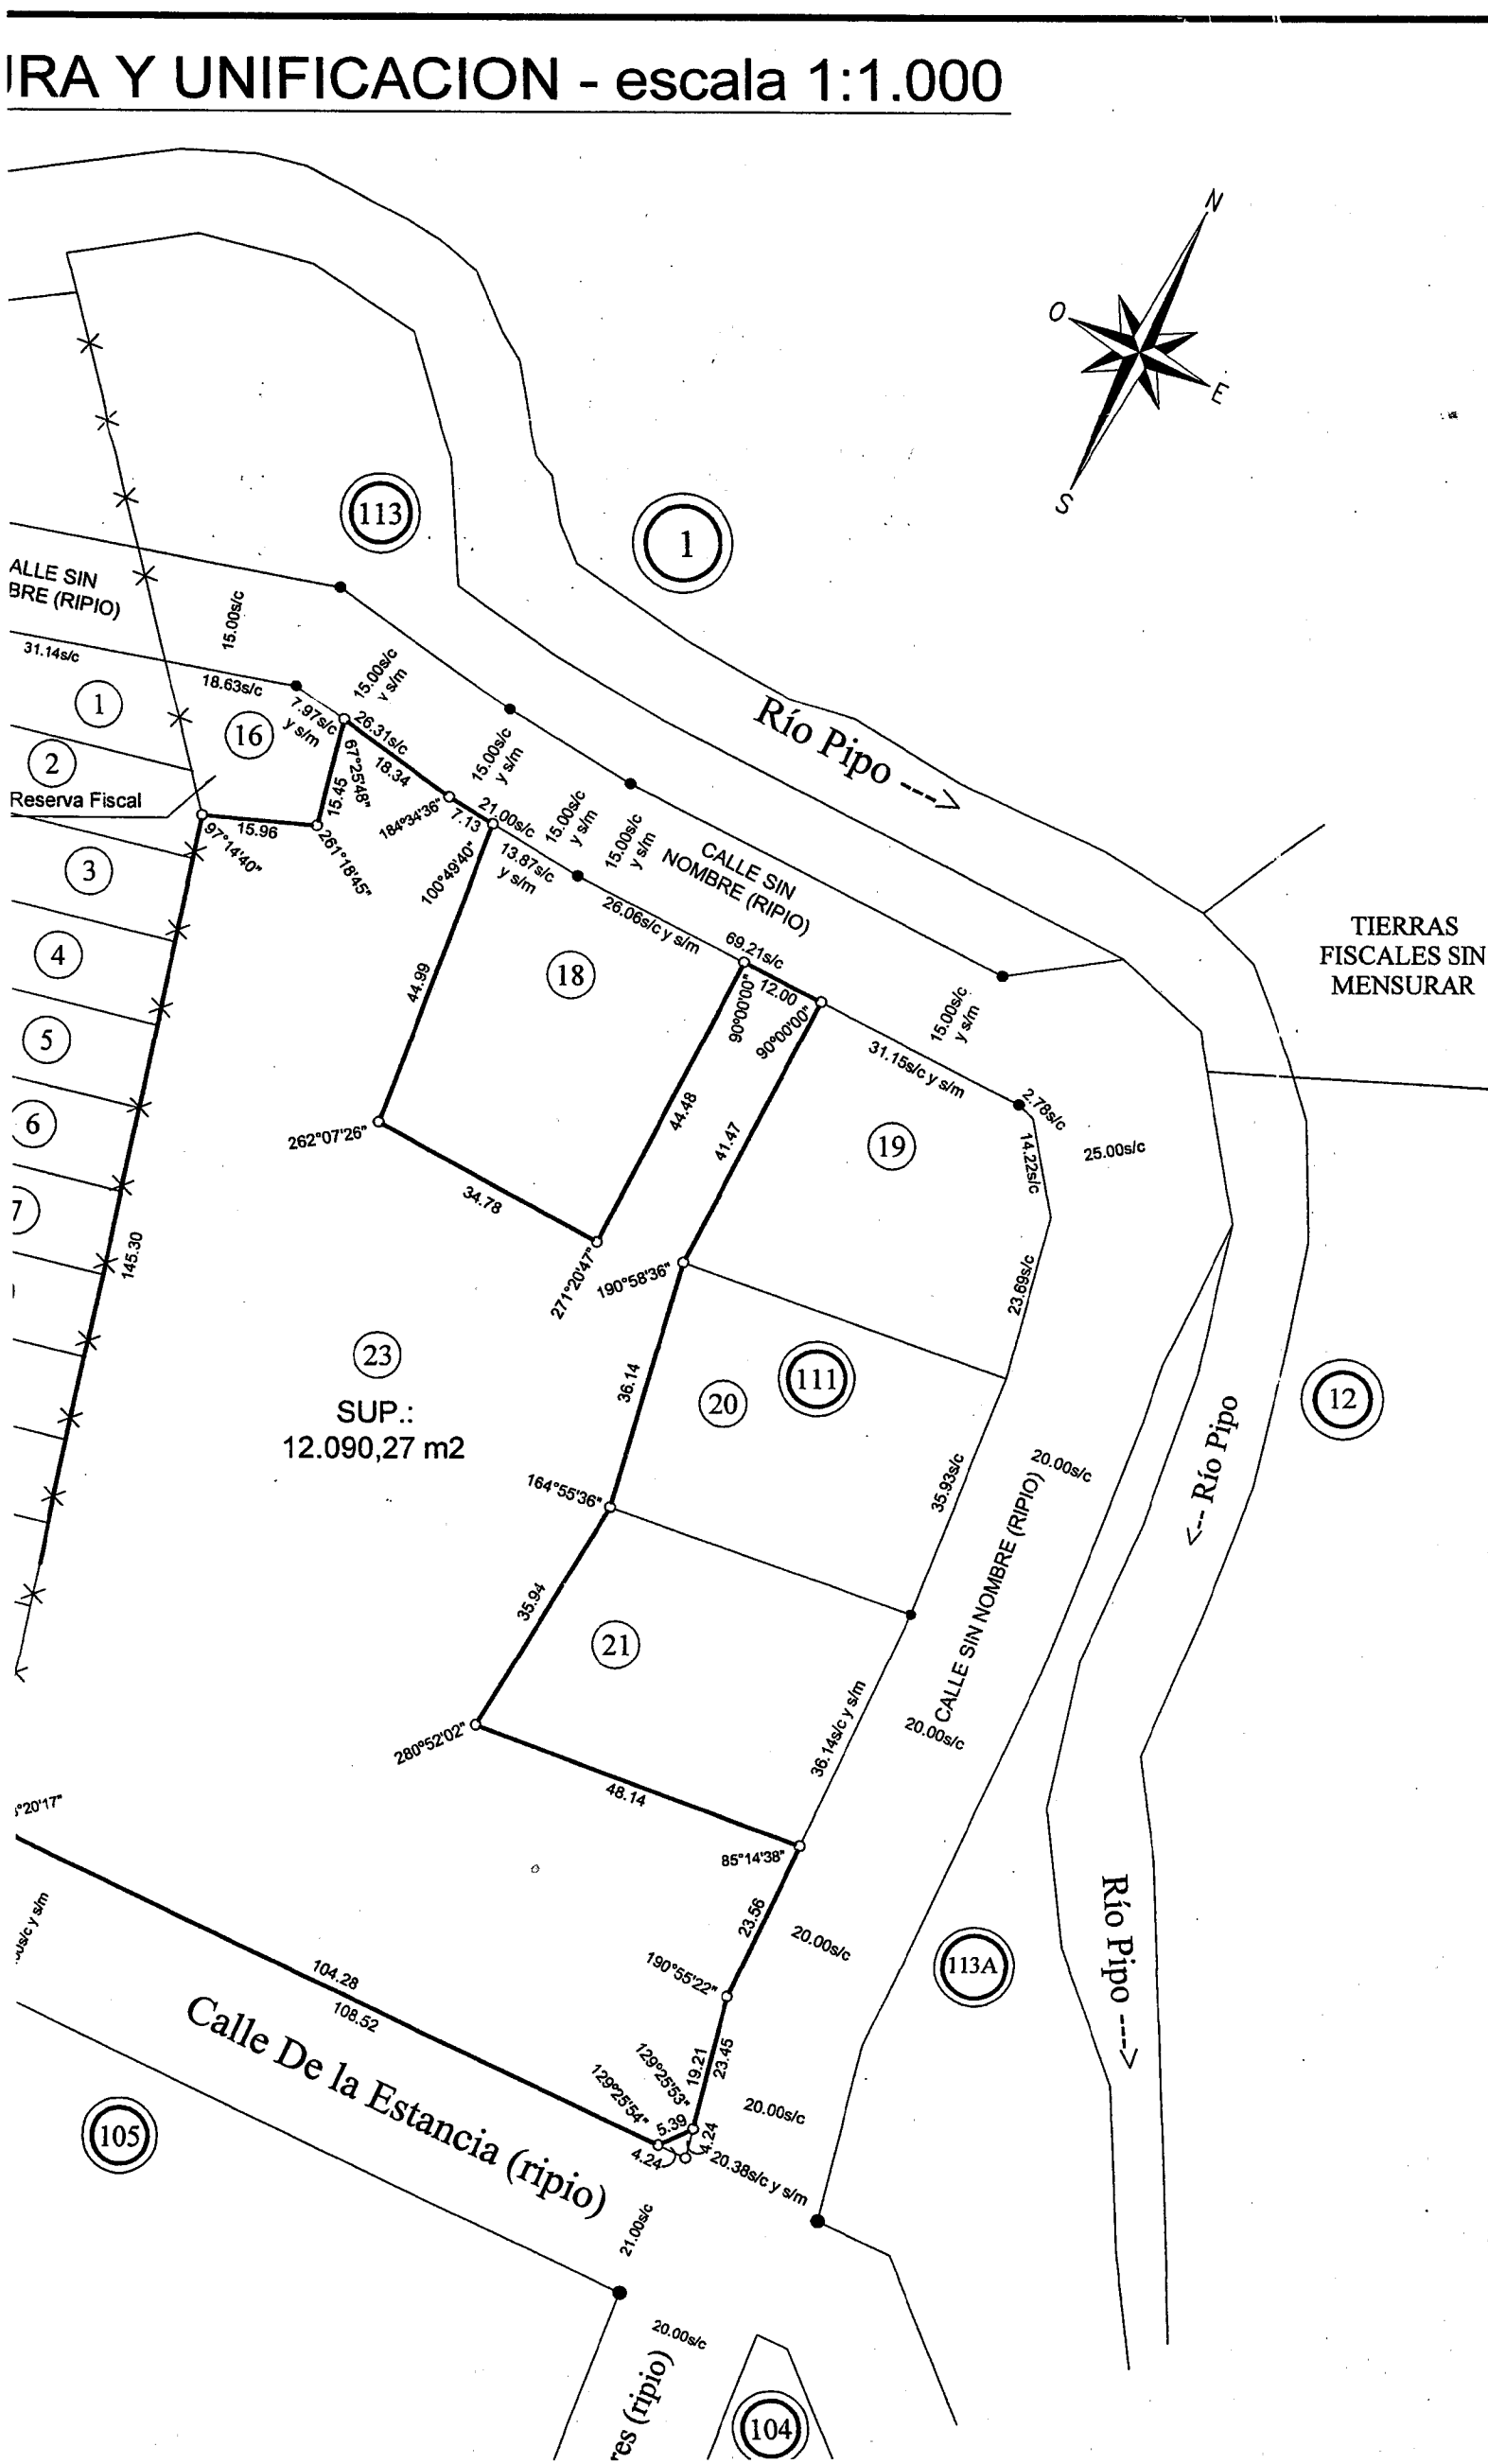 RA Y UNIFICACION - escala 1:1.000
N
O
E
S
113
1
ALLE SIN
BRE (RIPIO)
15.00s/c
31.14s/c
18.63s/c
7.97s/c
y s/m
15.00s/c
y s/m
26.31s/c
18.34
67°25'48"
15.45
1
16
2
Reserva Fiscal
15.96
97°14'40"
261°18'45"
184°34'36"
7.13
21.00s/c
15.00s/c
y s/m
15.00s/c
y s/m
15.00s/c
y s/m
Río Pipo --->
CALLE SIN
NOMBRE (RIPIO)
100°49'40"
13.87s/c
y s/m
26.06s/c y s/m
69.21s/c
12.00
90°00'00"
90°00'00"
15.00s/c
y s/m
31.15s/c y s/m
2.78s/c
14.22s/c
25.00s/c
TIERRAS
FISCALES SIN
MENSURAR
3
4
5
6
7
44.99
18
44.48
41.47
19
262°07'26"
34.78
271°20'47"
190°58'36"
23.69s/c
145.30
23
SUP.:
12.090,27 m2
36.14
20
111
12
<-- Río Pipo
164°55'36"
35.93s/c
20.00s/c
CALLE SIN NOMBRE (RIPIO)
35.94
21
36.14s/c y s/m
20.00s/c
280°52'02"
48.14
°20'17"
85°14'38"
23.56
20.00s/c
113A
Río Pipo --->
s/c y s/m
104.28
108.52
190°55'22"
19.21
23.45
129°25'53"
129°25'54"
5.39
4.24
4.24
20.00s/c
20.38s/c y s/m
Calle De la Estancia (ripio)
105
21.00s/c
20.00s/c
res (ripio)
104